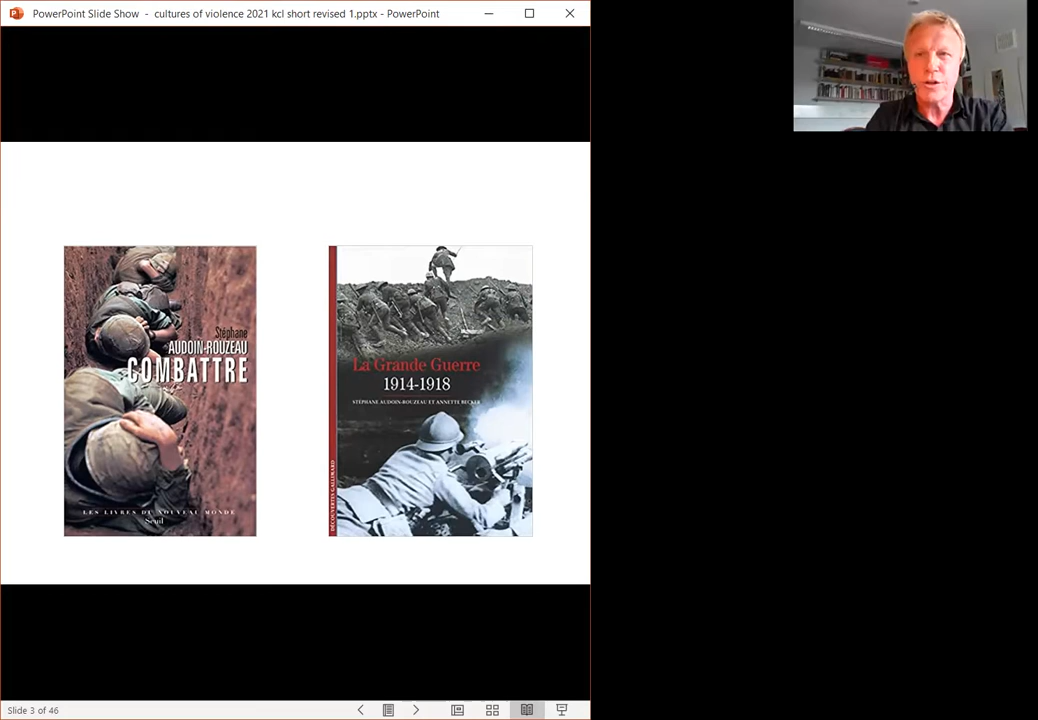 PowerPoint Slide Show - cultures of violence 2021 kcl short revised 1.pptx - PowerPoint
Stéphane
AUDOIN-ROUZEAU
COMBATTRE
LES LIVRES DU NOUVEAU MONDE
Seuil
La Grande Guerre
1914-1918
STÉPHANE AUDOIN-ROUZEAU ET ANNETTE BECKER
DÉCOUVERTES GALLIMARD
Slide 3 of 46